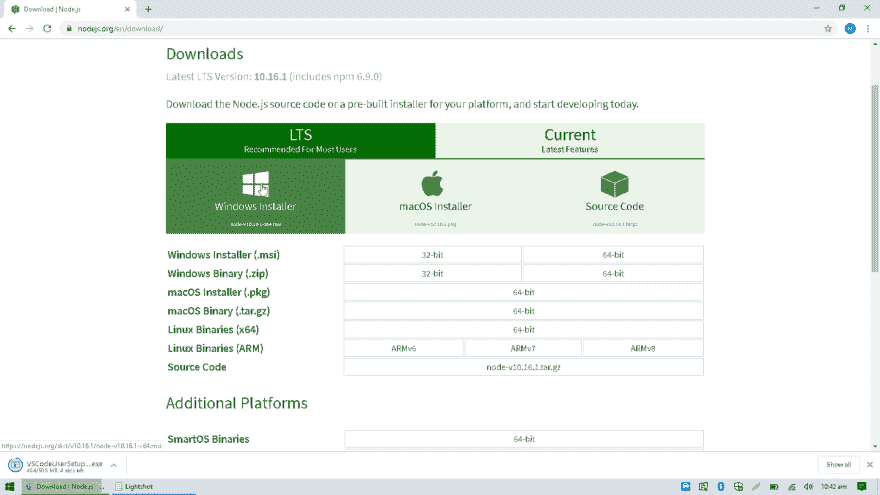 Download | Node.js
nodejs.org/en/download/
Downloads
Latest LTS Version: 10.16.1 (includes npm 6.9.0)
Download the Node.js source code or a pre-built installer for your platform, and start developing today.
LTS
Recommended For Most Users
Current
Latest Features
Windows Installer
node-v10.16.1-x64.msi
macOS Installer
node-v10.16.1.pkg
Source Code
node-v10.16.1.tar.gz
Windows Installer (.msi) 32-bit 64-bit
Windows Binary (.zip) 32-bit 64-bit
macOS Installer (.pkg) 64-bit
macOS Binary (.tar.gz) 64-bit
Linux Binaries (x64) 64-bit
Linux Binaries (ARM) ARMv6 ARMv7 ARMv8
Source Code node-v10.16.1.tar.gz
Additional Platforms
SmartOS Binaries 64-bit
https://nodejs.org/dist/v10.16.1/node-v10.16.1-x64.msi
VSCodeUserSetup....exe
Show all
Download | Node.js ...
Lightshot
10:42 am